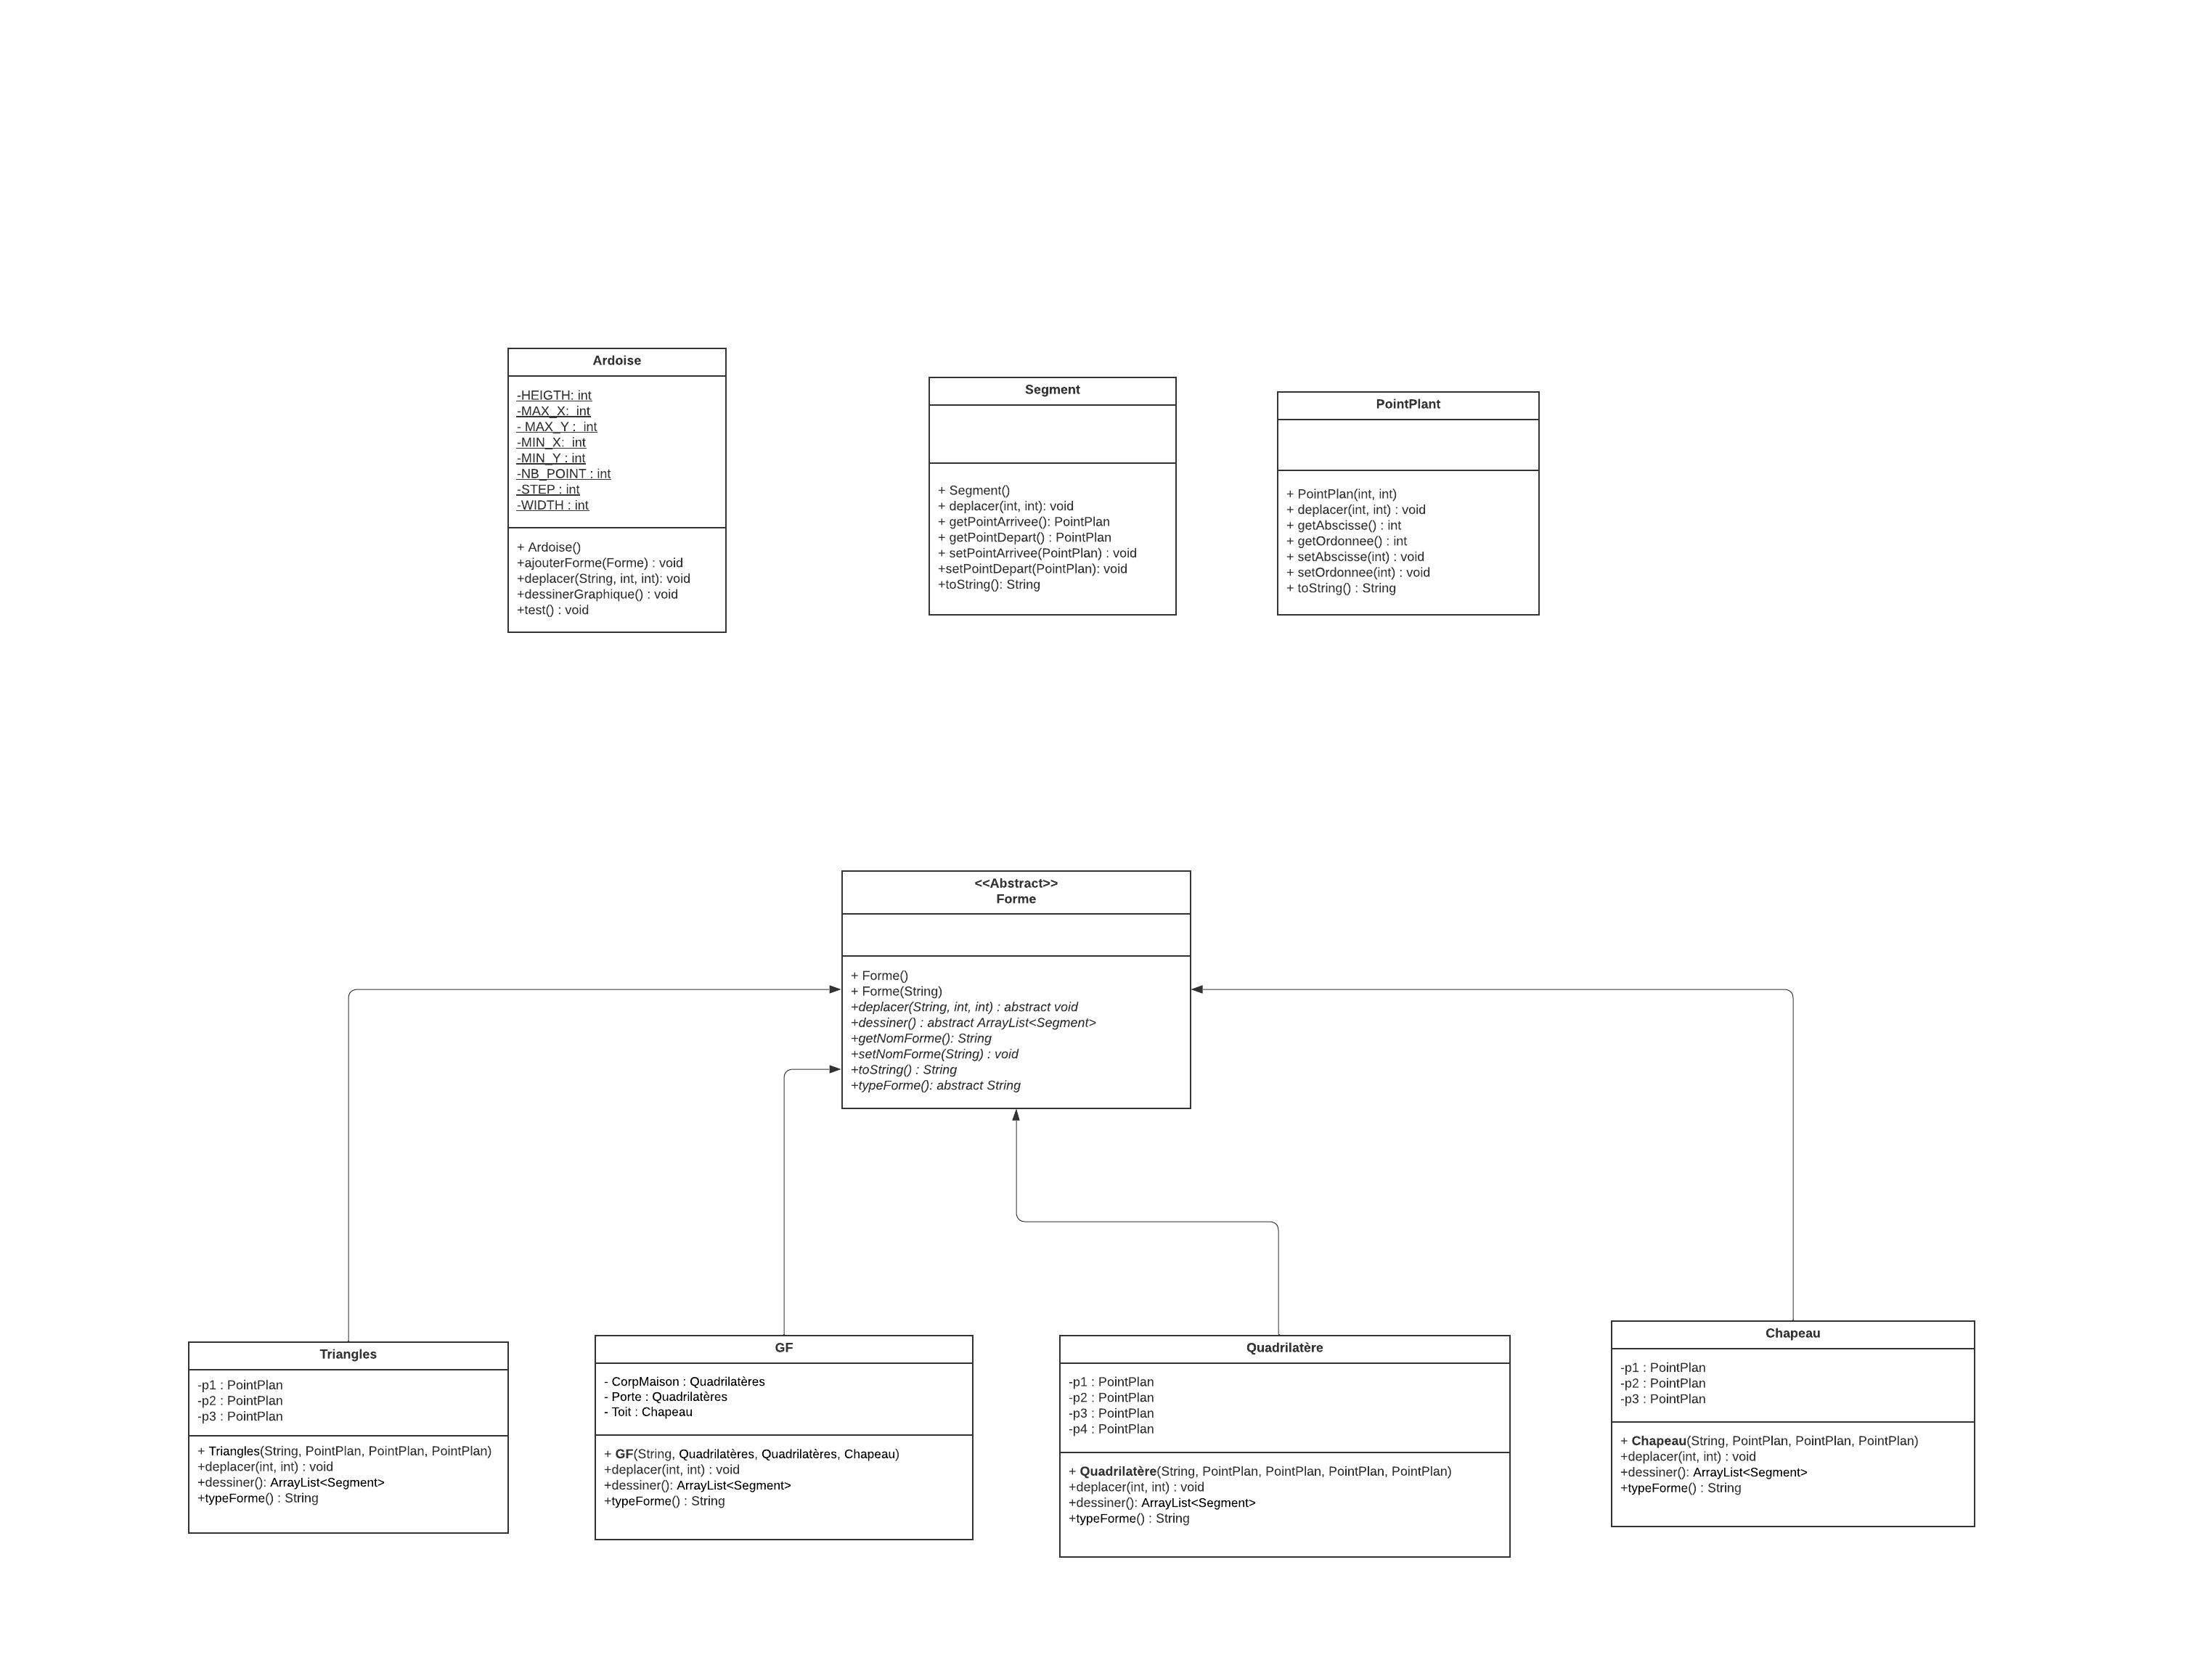 Ardoise
-HEIGTH: int
-MAX_X:  int
- MAX_Y :  int
-MIN_X:  int
-MIN_Y : int
-NB_POINT : int
-STEP : int
-WIDTH : int
+ Ardoise()
+ajouterForme(Forme) : void
+deplacer(String, int, int): void
+dessinerGraphique() : void
+test() : void
Segment
+ Segment()
+ deplacer(int, int): void
+ getPointArrivee(): PointPlan
+ getPointDepart() : PointPlan
+ setPointArrivee(PointPlan) : void
+setPointDepart(PointPlan): void
+toString(): String
PointPlant
+ PointPlan(int, int)
+ deplacer(int, int) : void
+ getAbscisse() : int
+ getOrdonnee() : int
+ setAbscisse(int) : void
+ setOrdonnee(int) : void
+ toString() : String
<<Abstract>>
Forme
+ Forme()
+ Forme(String)
+deplacer(String, int, int) : abstract void
+dessiner() : abstract ArrayList<Segment>
+getNomForme(): String
+setNomForme(String) : void
+toString() : String
+typeForme(): abstract String
Triangles
-p1 : PointPlan
-p2 : PointPlan
-p3 : PointPlan
+ Triangles(String, PointPlan, PointPlan, PointPlan)
+deplacer(int, int) : void
+dessiner(): ArrayList<Segment>
+typeForme() : String
GF
- CorpMaison : Quadrilatères
- Porte : Quadrilatères
- Toit : Chapeau
+ GF(String, Quadrilatères, Quadrilatères, Chapeau)
+deplacer(int, int) : void
+dessiner(): ArrayList<Segment>
+typeForme() : String
Quadrilatère
-p1 : PointPlan
-p2 : PointPlan
-p3 : PointPlan
-p4 : PointPlan
+ Quadrilatère(String, PointPlan, PointPlan, PointPlan, PointPlan)
+deplacer(int, int) : void
+dessiner(): ArrayList<Segment>
+typeForme() : String
Chapeau
-p1 : PointPlan
-p2 : PointPlan
-p3 : PointPlan
+ Chapeau(String, PointPlan, PointPlan, PointPlan)
+deplacer(int, int) : void
+dessiner(): ArrayList<Segment>
+typeForme() : String